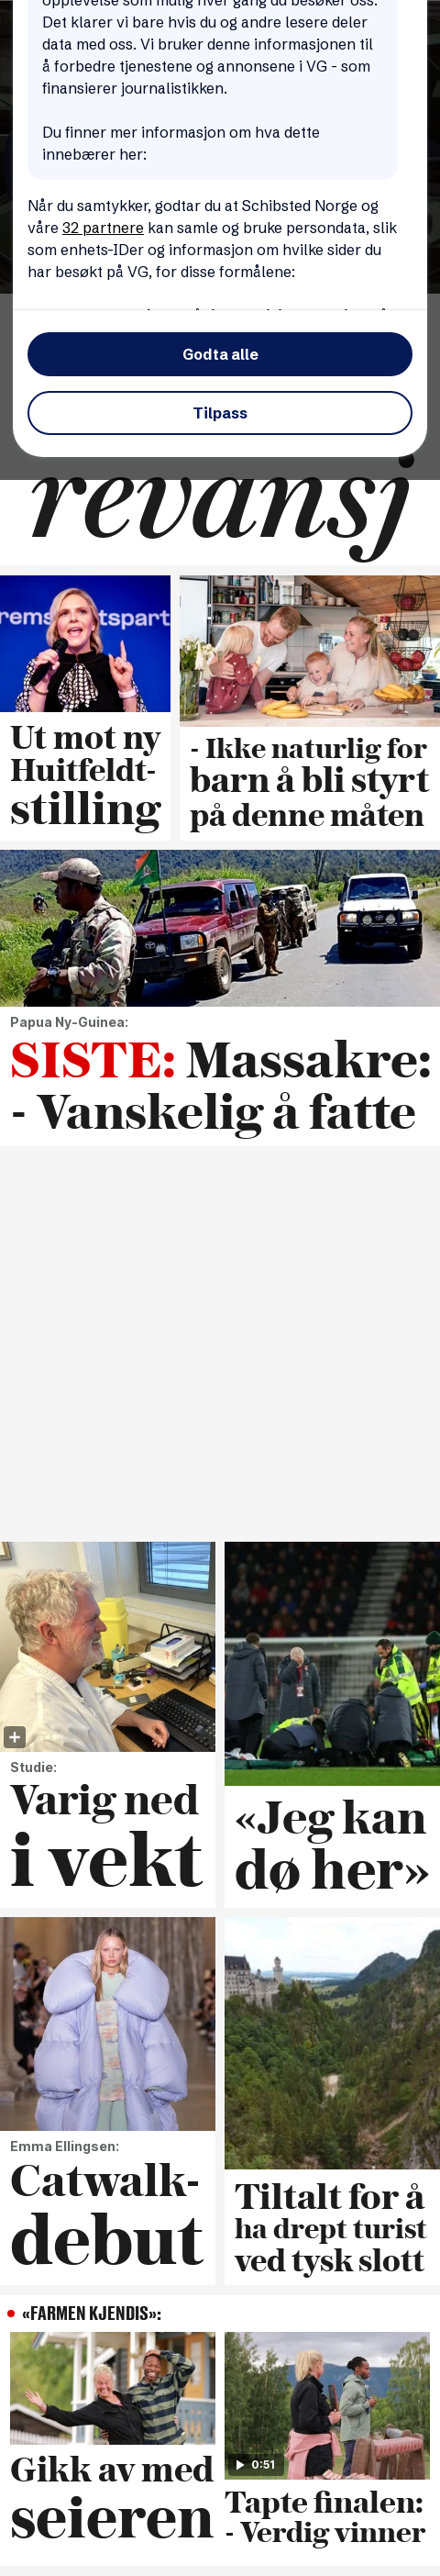 opplevelse som mulig hver gang du besøker oss.
Det klarer vi bare hvis du og andre lesere deler
data med oss. Vi bruker denne informasjonen til
å forbedre tjenestene og annonsene i VG - som
finansierer journalistikken.
Du finner mer informasjon om hva dette
innebærer her:
Når du samtykker, godtar du at Schibsted Norge og
våre 32 partnere kan samle og bruke persondata, slik
som enhets-IDer og informasjon om hvilke sider du
har besøkt på VG, for disse formålene:
Godta alle
Tilpass
revansj
Ut mot ny
Huitfeldt-
stilling
- Ikke naturlig for
barn å bli styrt
på denne måten
Papua Ny-Guinea:
SISTE: Massakre:
- Vanskelig å fatte
Studie:
Varig ned
i vekt
«Jeg kan
dø her»
Emma Ellingsen:
Catwalk-
debut
Tiltalt for å
ha drept turist
ved tysk slott
«FARMEN KJENDIS»:
Gikk av med
seieren
0:51
Tapte finalen:
- Verdig vinner